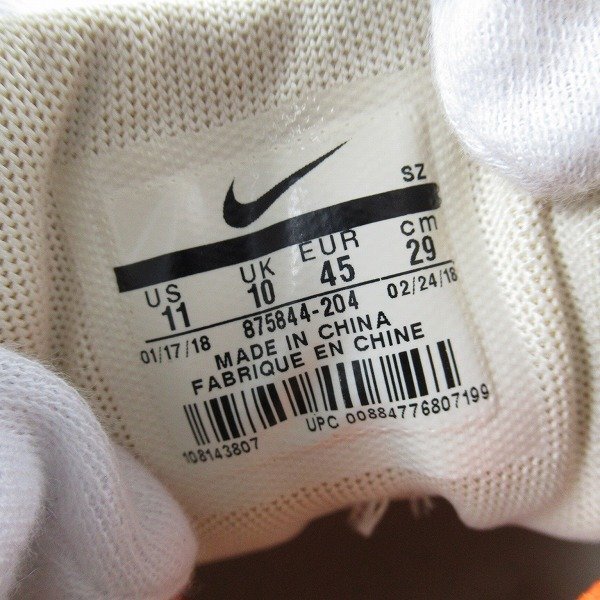 SZ
US UK EUR cm
11 10 45 29
01/17/18 875844-204 02/24/18
MADE IN CHINA
FABRIQUE EN CHINE
108143807 UPC 00884776807199